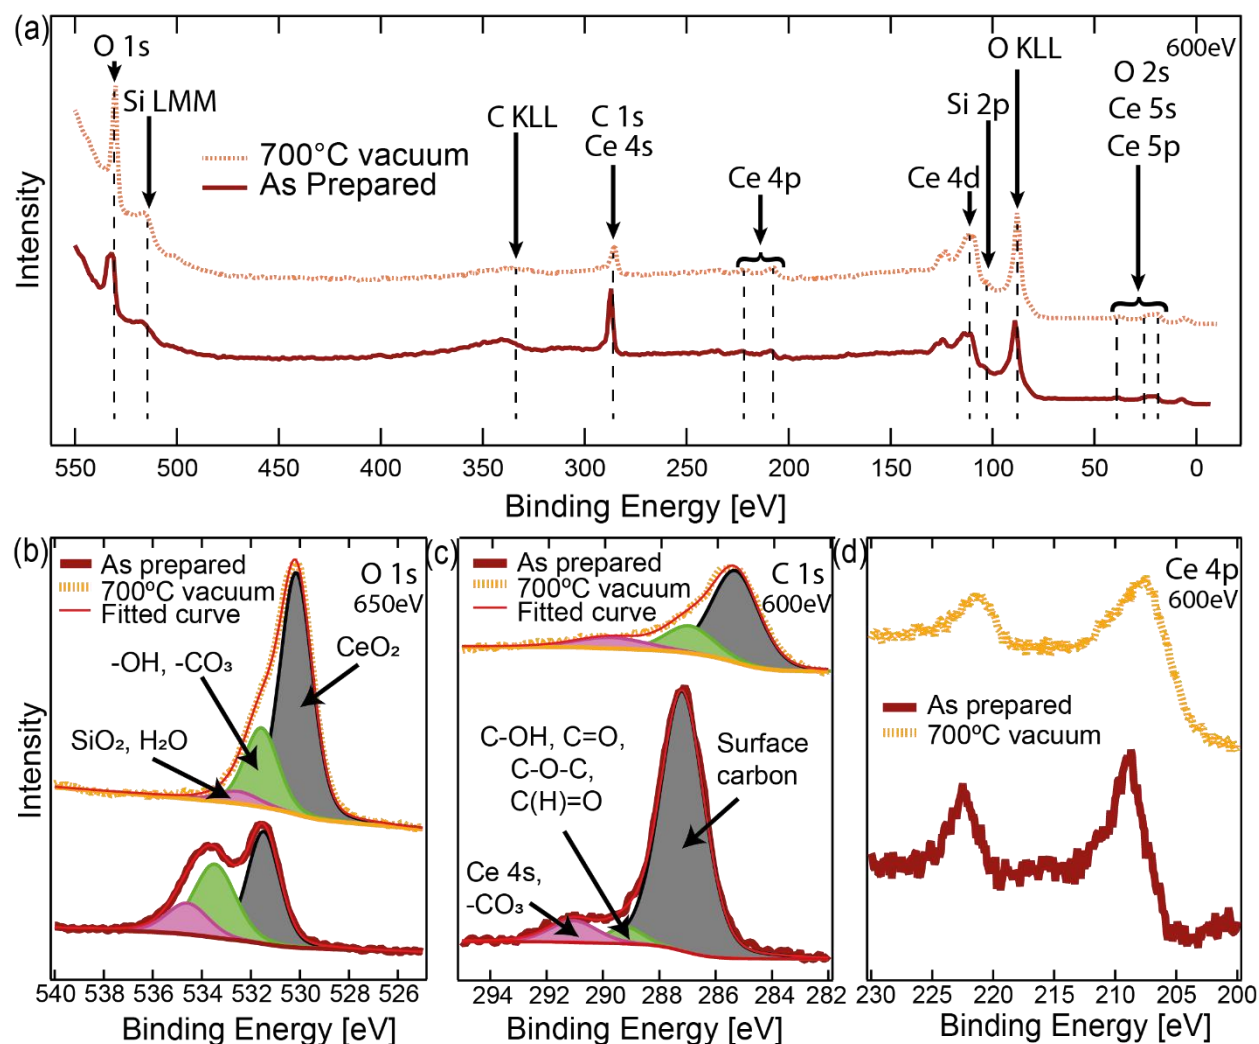 (a)
600eV
O 1s
Si LMM
C KLL
C 1s
Ce 4s
Ce 4p
Ce 4d
Si 2p
O KLL
O 2s
Ce 5s
Ce 5p
700°C vacuum
As Prepared
Intensity
550 500 450 400 350 300 250 200 150 100 50 0
Binding Energy [eV]
(b)
As prepared
700ºC vacuum
Fitted curve
O 1s
650eV
-OH, -CO₃
CeO₂
SiO₂, H₂O
Intensity
540 538 536 534 532 530 528 526
Binding Energy [eV]
(c)
As prepared
700ºC vacuum
Fitted curve
C 1s
600eV
C-OH, C=O,
C-O-C,
C(H)=O
Surface
carbon
Ce 4s,
-CO₃
294 292 290 288 286 284 282
Binding Energy [eV]
(d)
Ce 4p
600eV
As prepared
700ºC vacuum
230 225 220 215 210 205 200
Binding Energy [eV]